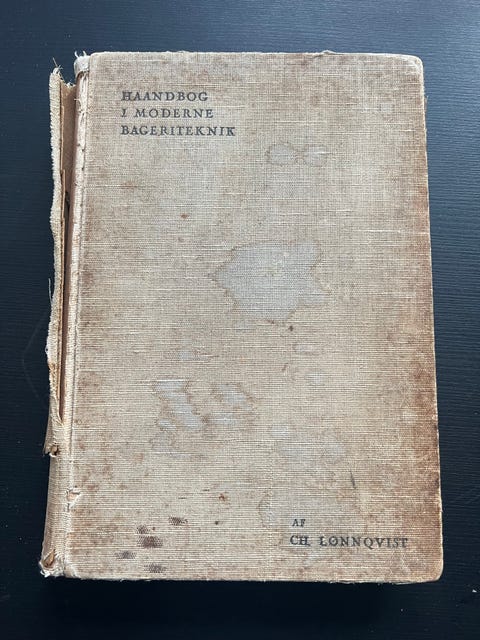 HAANDBOG
I MODERNE
BAGERITEKNIK
AF
CH. LØNNQVIST